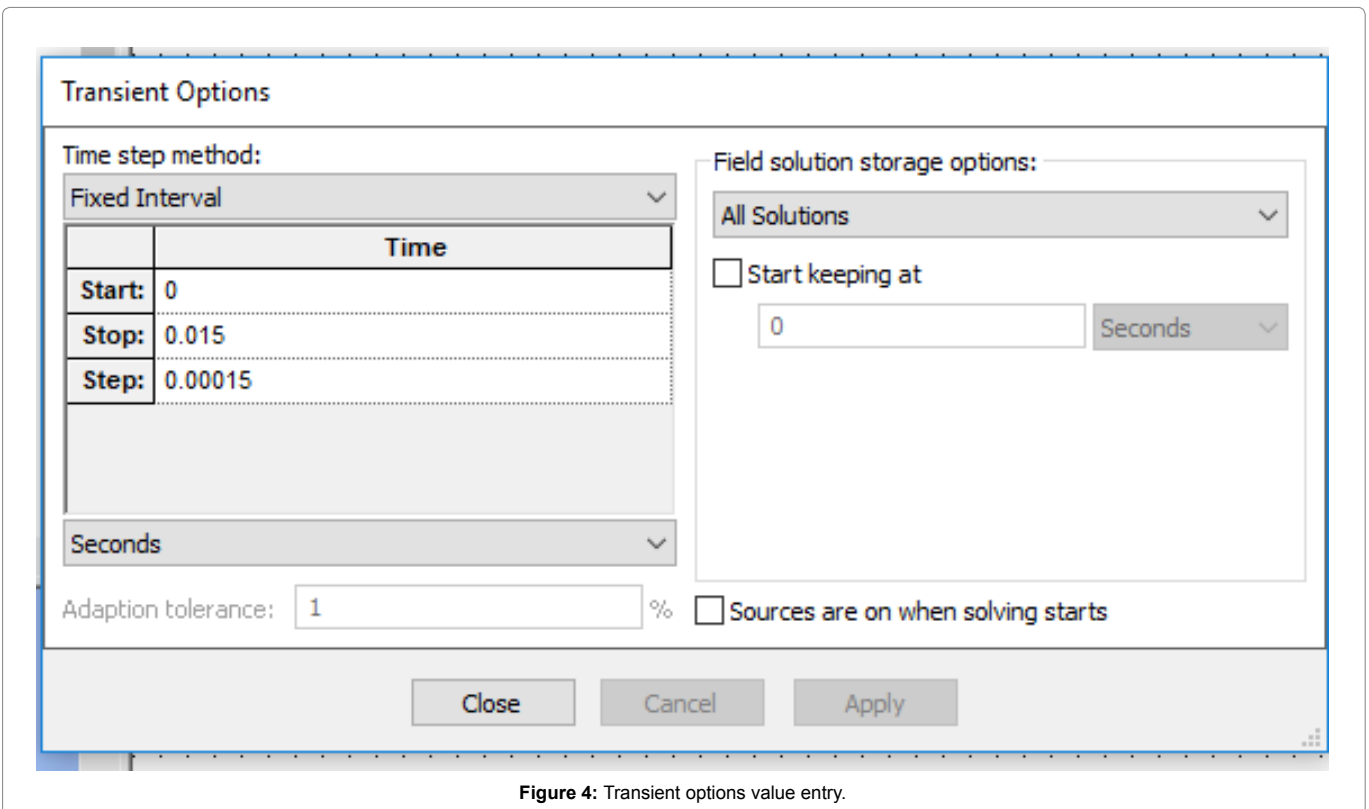 Transient Options
Time step method:
Fixed Interval
Time
Start: 0
Stop: 0.015
Step: 0.00015
Seconds
Adaption tolerance: 1 %
Field solution storage options:
All Solutions
Start keeping at
0 Seconds
Sources are on when solving starts
Close Cancel Apply
Figure 4: Transient options value entry.